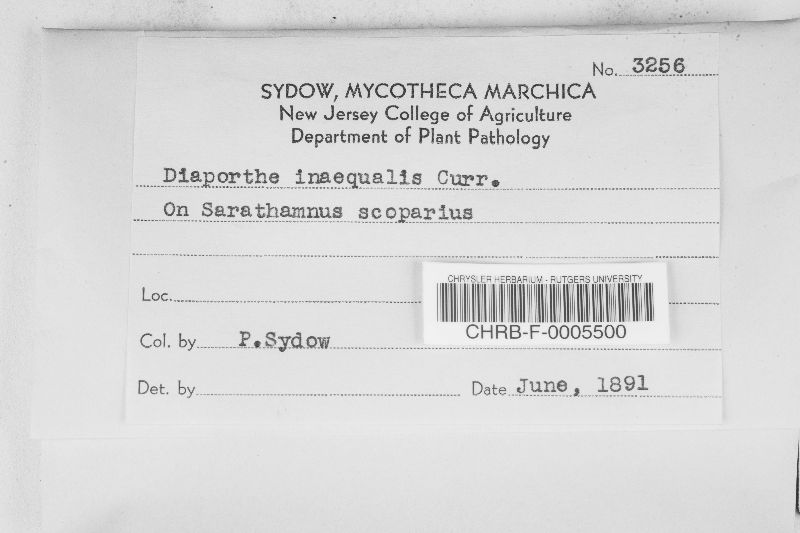 No. 3256
SYDOW, MYCOTHECA MARCHICA
New Jersey College of Agriculture
Department of Plant Pathology
Diaporthe inaequalis Curr.
On Sarathamnus scoparius
Loc.
CHRYSLER HERBARIUM - RUTGERS UNIVERSITY
CHRB-F-0005500
Col. by P.Sydow
Det. by
Date June, 1891